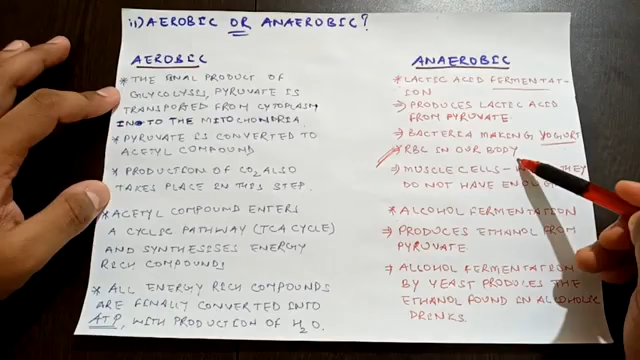 ii) AEROBIC OR ANAEROBIC?
AEROBIC
* THE FINAL PRODUCT OF
GLYCOLYSIS, PYRUVATE IS
TRANSPORTED FROM CYTOPLASM
INTO THE MITOCHONDRIA.
* PYRUVATE IS CONVERTED TO
ACETYL COMPOUND
* PRODUCTION OF CO2 ALSO
TAKES PLACE IN THIS STEP.
* ACETYL COMPOUND ENTERS
A CYCLIC PATHWAY (TCA CYCLE)
AND SYNTHESISES ENERGY
RICH COMPOUNDS
* ALL ENERGY RICH COMPOUNDS
ARE FINALLY CONVERTED INTO
ATP, WITH PRODUCTION OF H2O.
ANAEROBIC
* LACTIC ACID FERMENTAT-
ION
⇒ PRODUCES LACTIC ACID
FROM PYRUVATE.
⇒ BACTERIA MAKING YOGURT
⇒ RBC IN OUR BODY
⇒ MUSCLE CELLS - THEY
DO NOT HAVE
* ALCOHOL FERMENTATION
⇒ PRODUCES ETHANOL FROM
PYRUVATE
⇒ ALCOHOL FERMENTATION
BY YEAST PRODUCES THE
ETHANOL FOUND IN ALCOHOLIC
DRINKS.